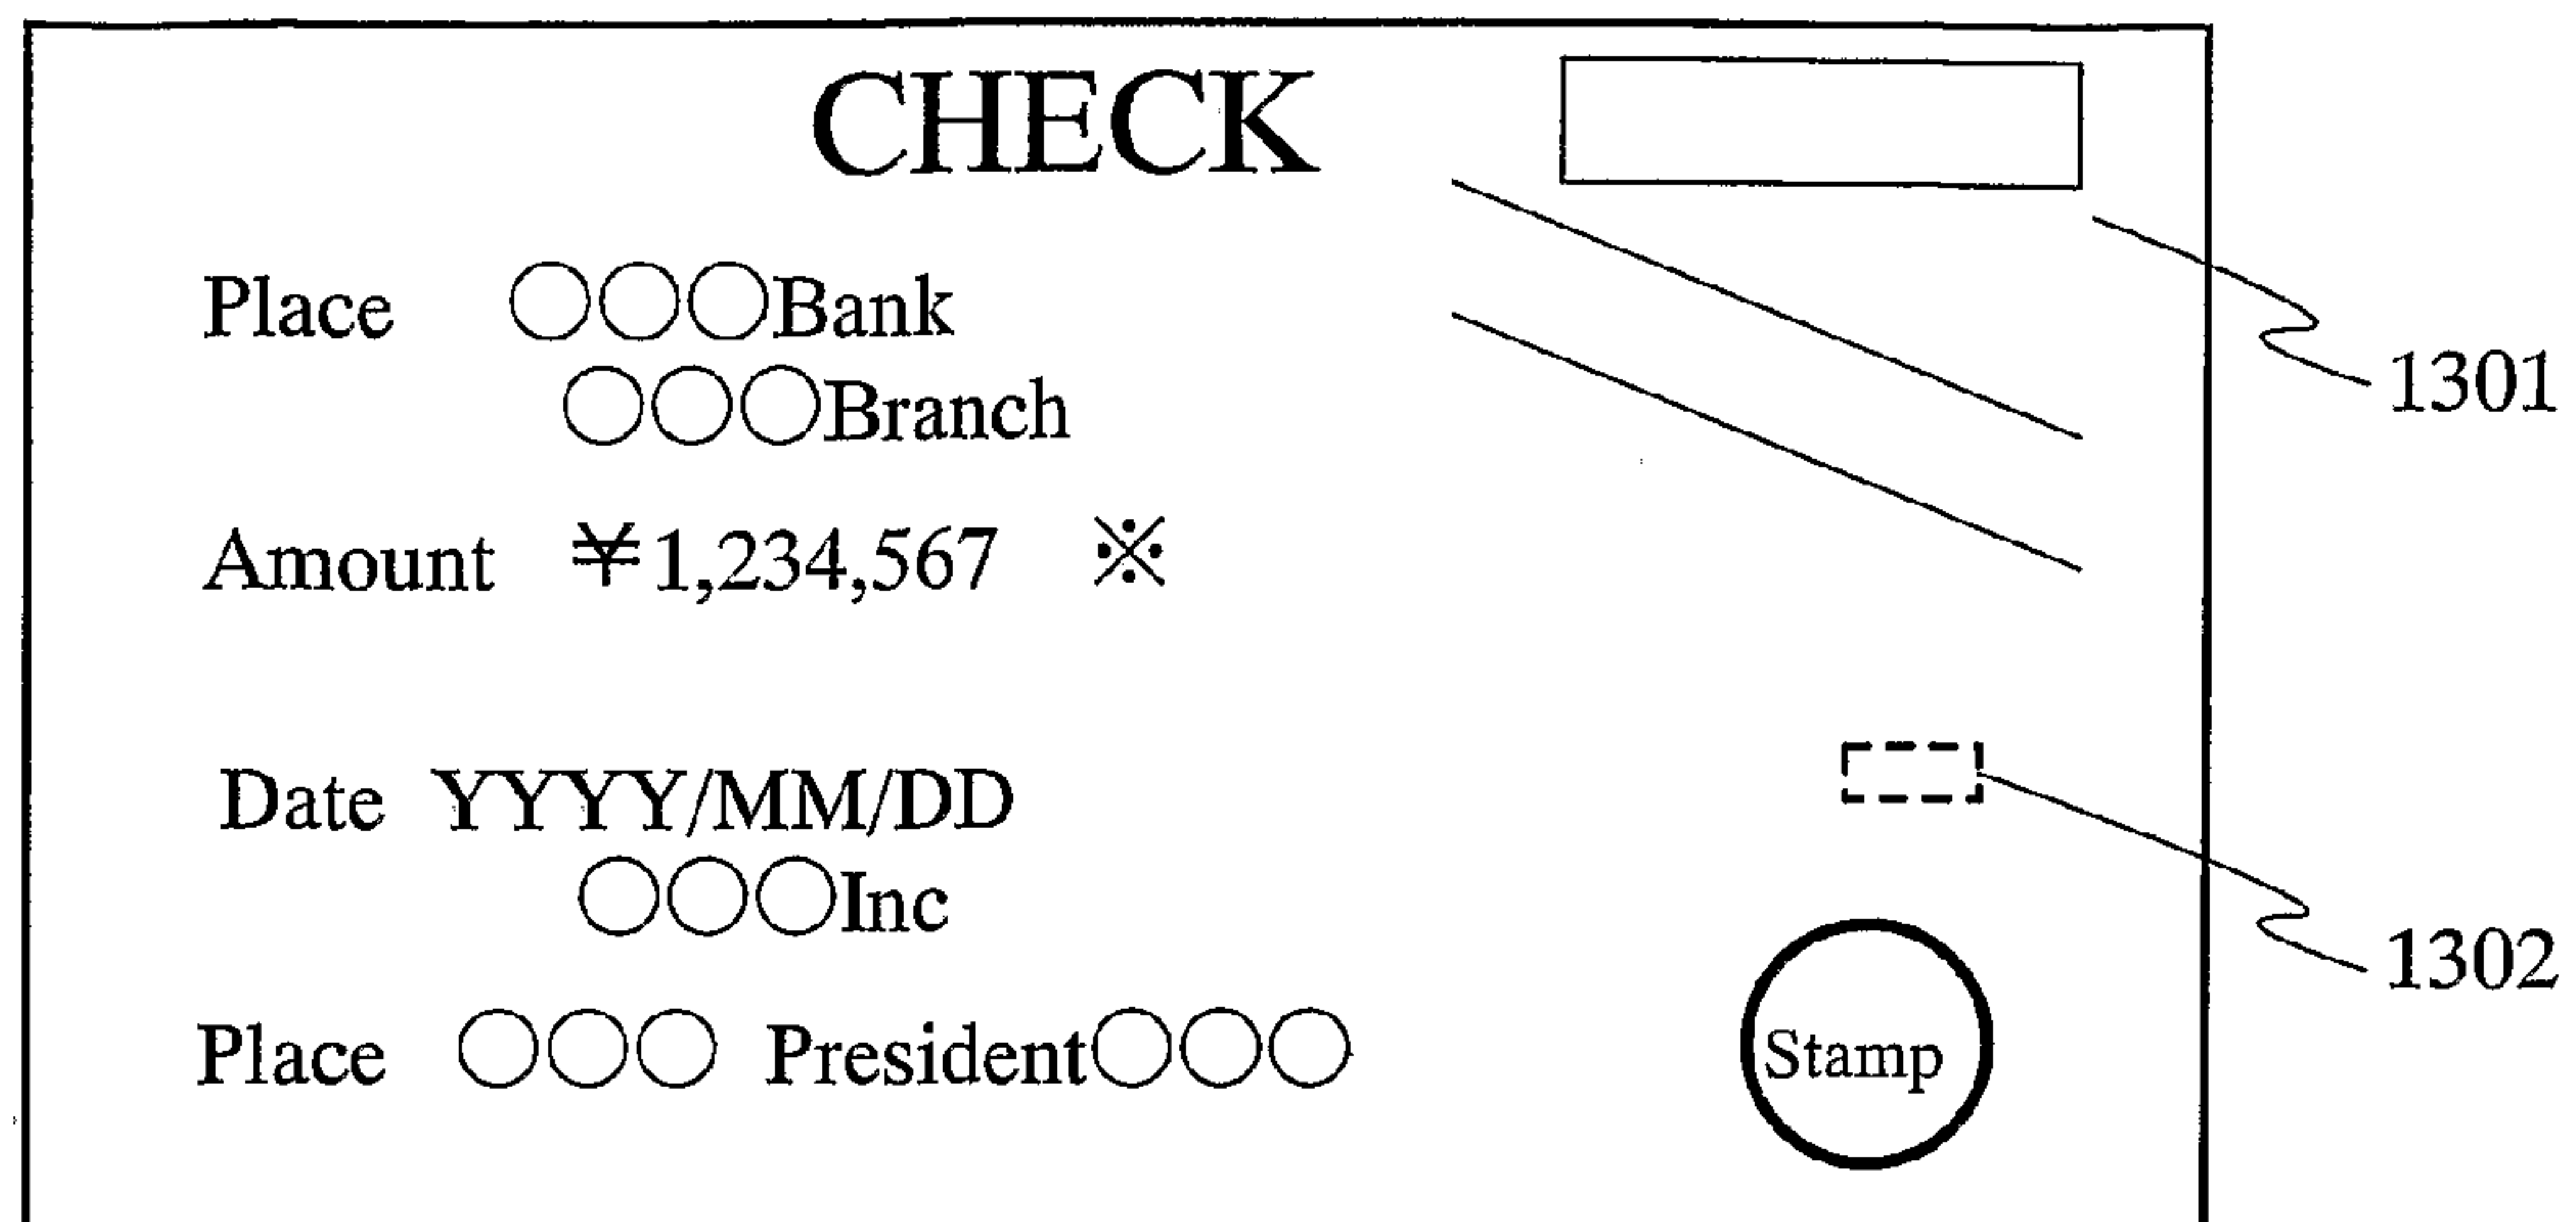 CHECK
Place ○○○Bank
○○○Branch
1301
Amount ¥1,234,567 ※
Date YYYY/MM/DD
○○○Inc
1302
Place ○○○ President○○○
Stamp